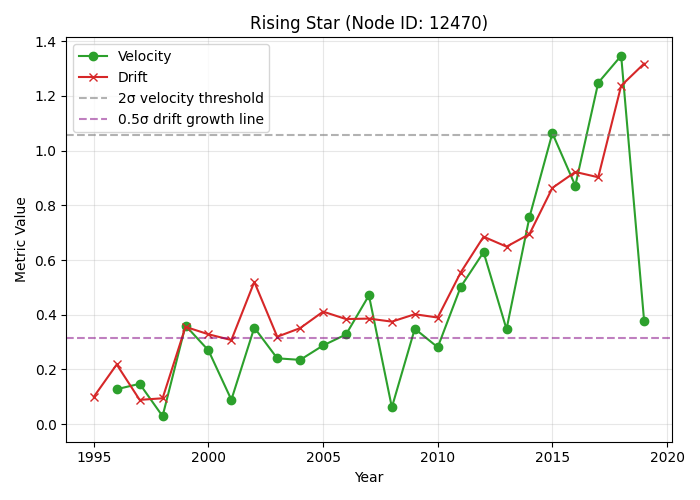 Rising Star (Node ID: 12470)
Velocity
Drift
2σ velocity threshold
0.5σ drift growth line
Metric Value
1.4
1.2
1.0
0.8
0.6
0.4
0.2
0.0
1995 2000 2005 2010 2015 2020
Year